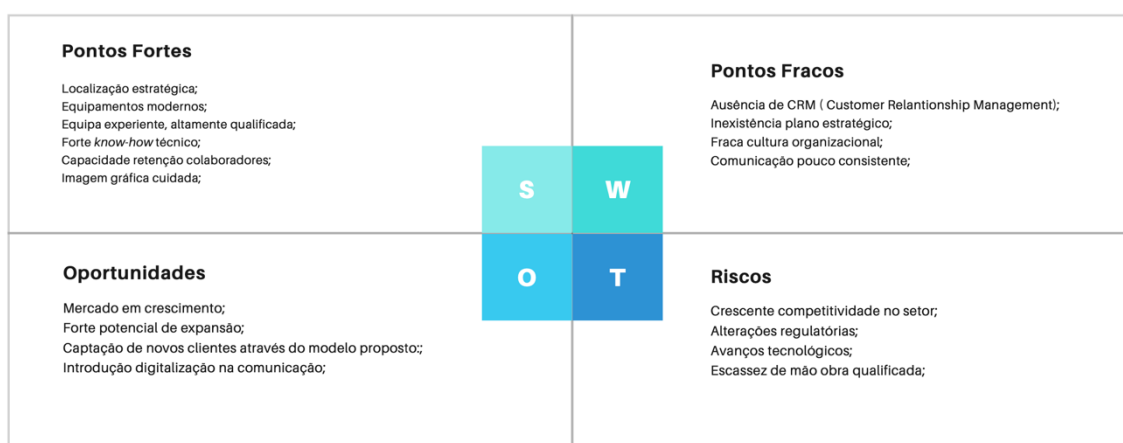 Pontos Fortes
Localização estratégica;
Equipamentos modernos;
Equipa experiente, altamente qualificada;
Forte know-how técnico;
Capacidade retenção colaboradores;
Imagem gráfica cuidada;
Pontos Fracos
Ausência de CRM ( Customer Relantionship Management);
Inexistência plano estratégico;
Fraca cultura organizacional;
Comunicação pouco consistente;
S W
O T
Oportunidades
Mercado em crescimento;
Forte potencial de expansão;
Captação de novos clientes através do modelo proposto:;
Introdução digitalização na comunicação;
Riscos
Crescente competitividade no setor;
Alterações regulatórias;
Avanços tecnológicos;
Escassez de mão obra qualificada;